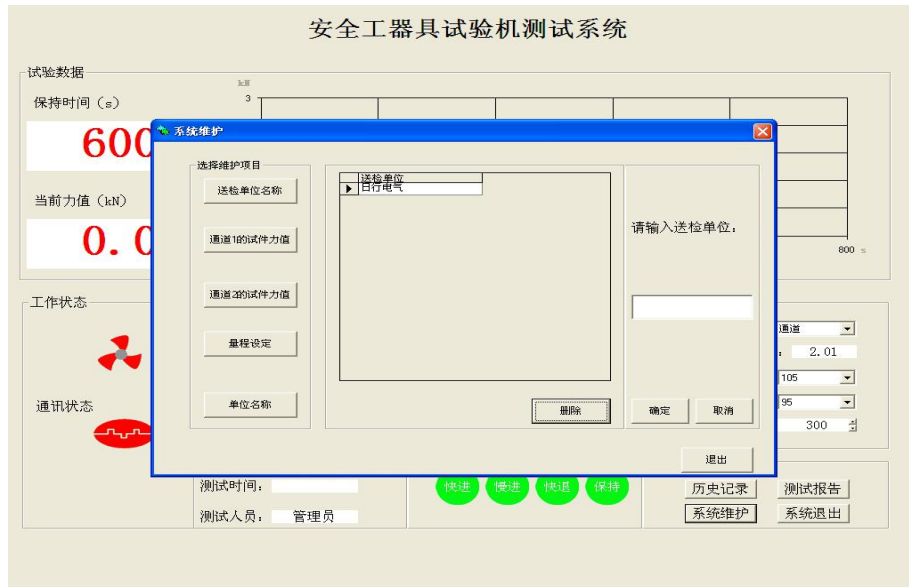 安全工器具试验机测试系统
试验数据
保持时间（s）
600
当前力值（kN）
0.0
kN
3
800 s
系统维护
选择维护项目
送检单位名称
通道1的试件力值
通道2的试件力值
量程设定
单位名称
送检单位
日行电气
删除
请输入送检单位：
确定 取消
退出
工作状态
通讯状态
通道
： 2.01
105
95
300
测试时间：
测试人员： 管理员
快进 慢进 快退 保持
历史记录 测试报告
系统维护 系统退出